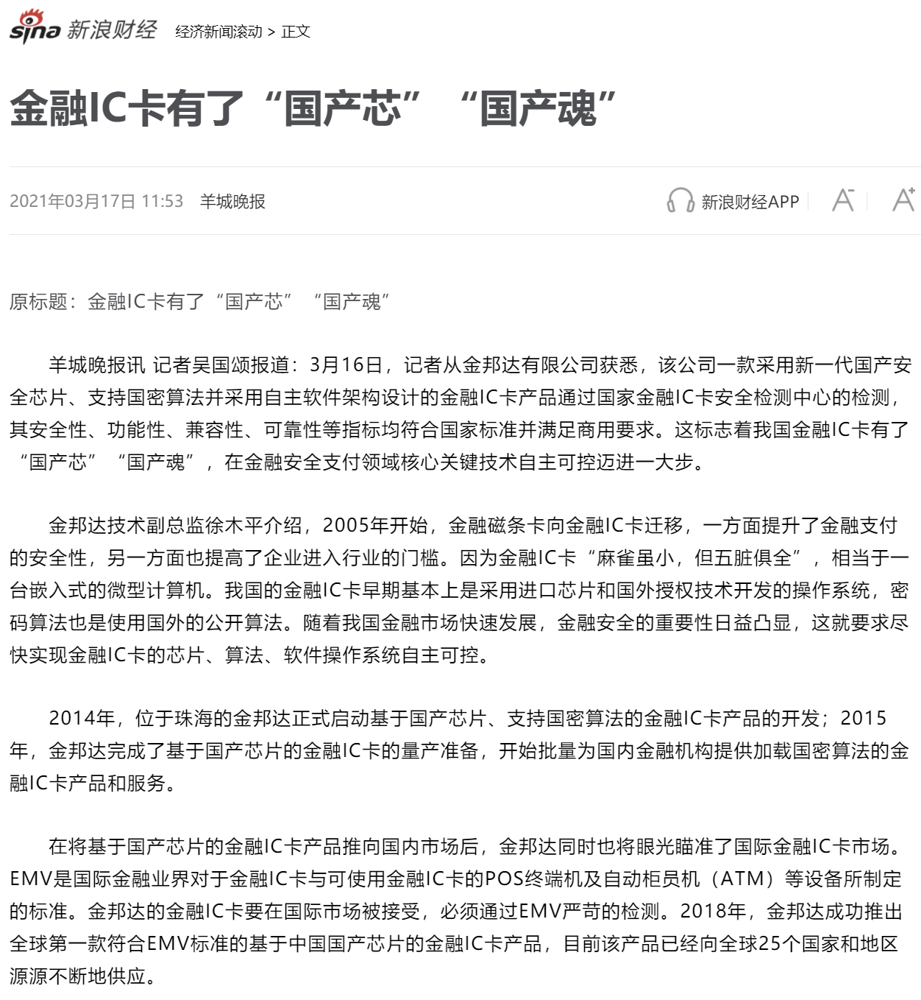 sina 新浪财经 经济新闻滚动 > 正文
金融IC卡有了“国产芯” “国产魂”
2021年03月17日 11:53 羊城晚报 新浪财经APP A- A+
原标题：金融IC卡有了“国产芯” “国产魂”
羊城晚报讯 记者吴国颂报道：3月16日，记者从金邦达有限公司获悉，该公司一款采用新一代国产安
全芯片、支持国密算法并采用自主软件架构设计的金融IC卡产品通过国家金融IC卡安全检测中心的检测，
其安全性、功能性、兼容性、可靠性等指标均符合国家标准并满足商用要求。这标志着我国金融IC卡有了
“国产芯” “国产魂”，在金融安全支付领域核心关键技术自主可控迈进一大步。
金邦达技术副总监徐木平介绍，2005年开始，金融磁条卡向金融IC卡迁移，一方面提升了金融支付
的安全性，另一方面也提高了企业进入行业的门槛。因为金融IC卡“麻雀虽小，但五脏俱全”，相当于一
台嵌入式的微型计算机。我国的金融IC卡早期基本上是采用进口芯片和国外授权技术开发的操作系统，密
码算法也是使用国外的公开算法。随着我国金融市场快速发展，金融安全的重要性日益凸显，这就要求尽
快实现金融IC卡的芯片、算法、软件操作系统自主可控。
2014年，位于珠海的金邦达正式启动基于国产芯片、支持国密算法的金融IC卡产品的开发；2015
年，金邦达完成了基于国产芯片的金融IC卡的量产准备，开始批量为国内金融机构提供加载国密算法的金
融IC卡产品和服务。
在将基于国产芯片的金融IC卡产品推向国内市场后，金邦达同时也将眼光瞄准了国际金融IC卡市场。
EMV是国际金融业界对于金融IC卡与可使用金融IC卡的POS终端机及自动柜员机（ATM）等设备所制定
的标准。金邦达的金融IC卡要在国际市场被接受，必须通过EMV严苛的检测。2018年，金邦达成功推出
全球第一款符合EMV标准的基于中国国产芯片的金融IC卡产品，目前该产品已经向全球25个国家和地区
源源不断地供应。